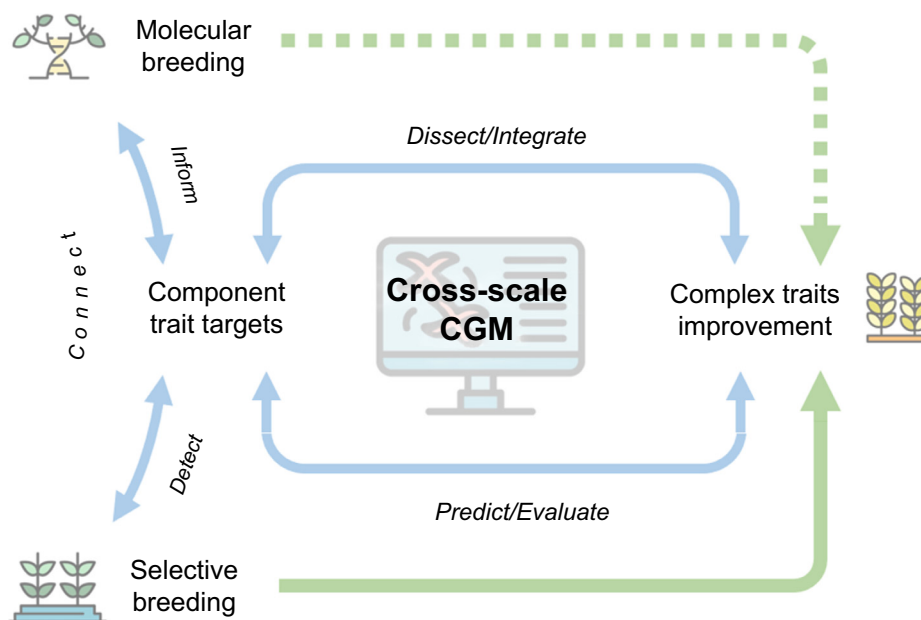 Molecular
breeding
Dissect/Integrate
Inform
Connect
Component
trait targets
Cross-scale
CGM
Complex traits
improvement
Detect
Predict/Evaluate
Selective
breeding